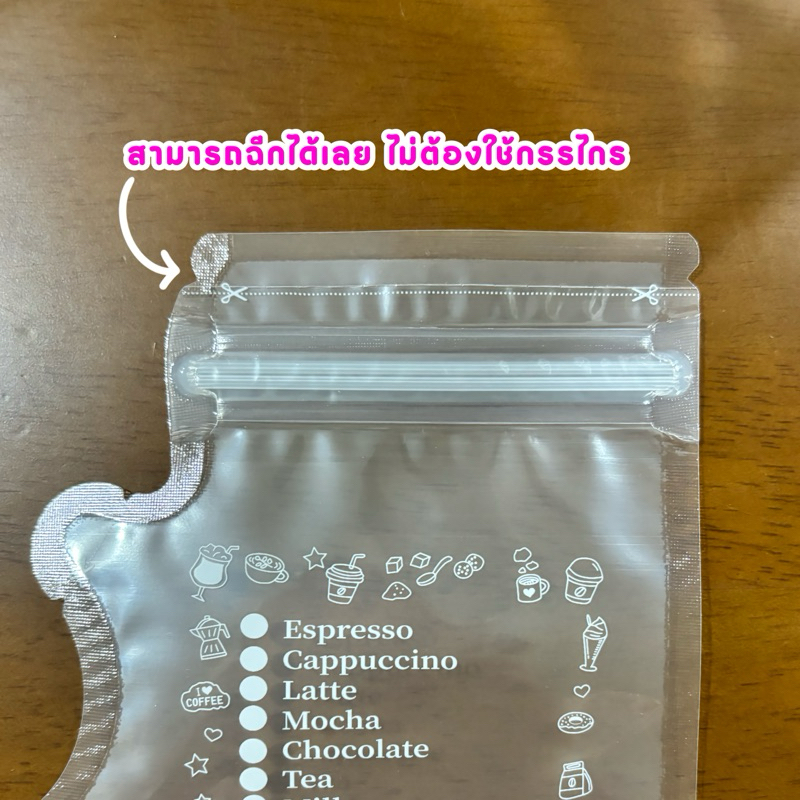 สามารถฉีกได้เลย ไม่ต้องใช้กรรไกร
I ♥
COFFEE
Espresso
Cappuccino
Latte
Mocha
Chocolate
Tea